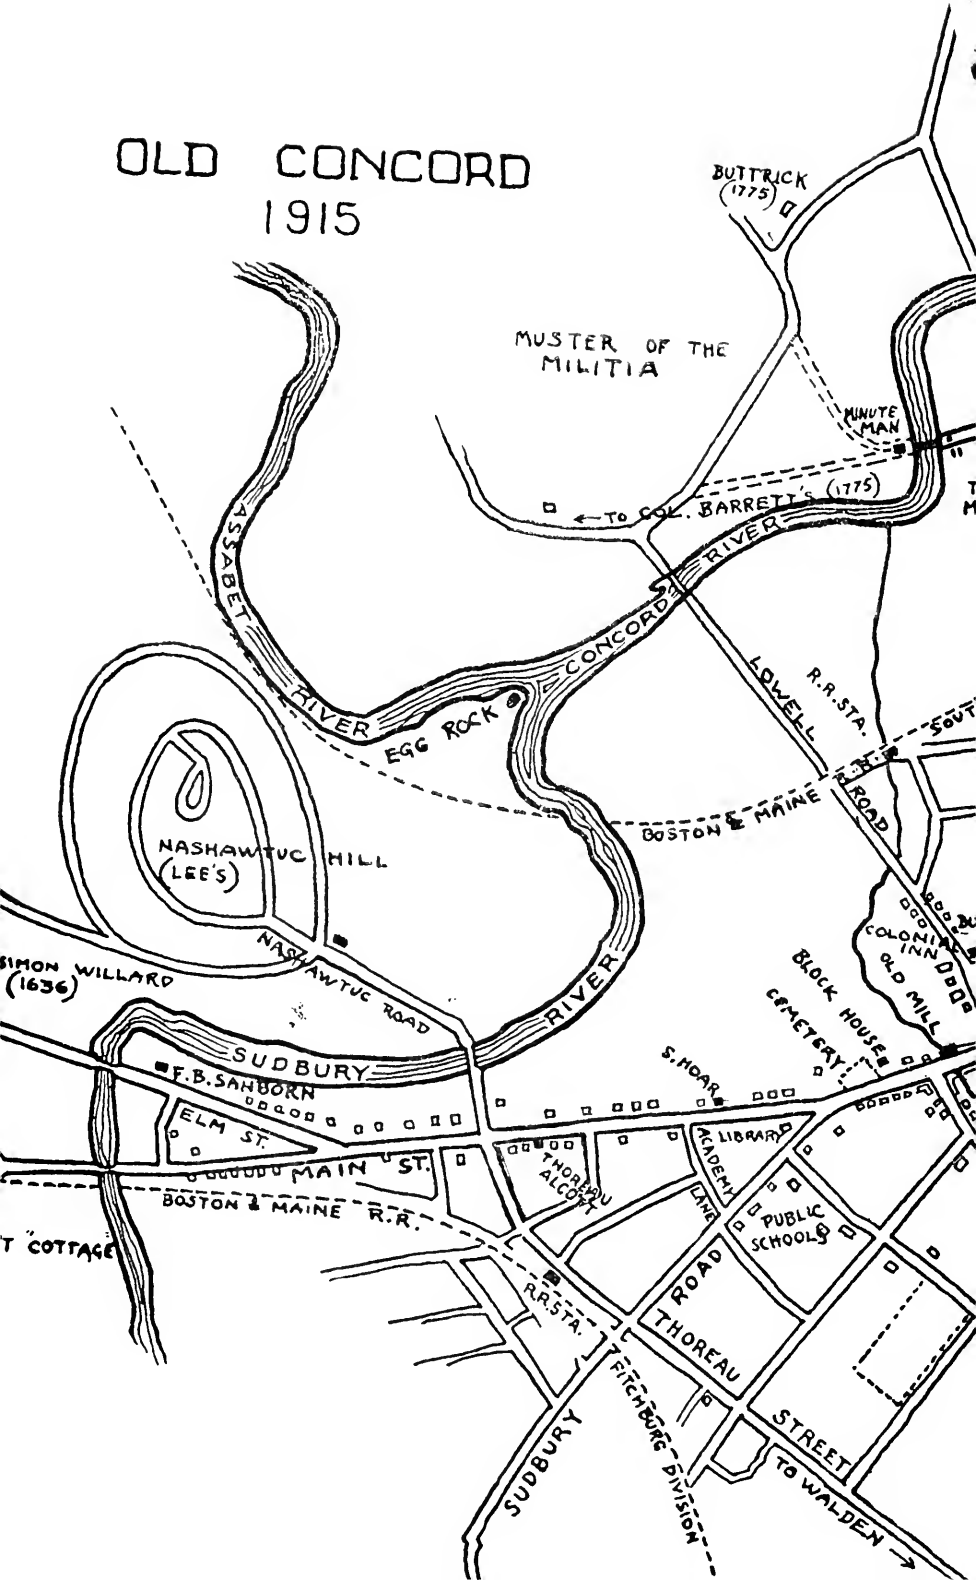 OLD CONCORD
1915
BUTTRICK
(1775)
MUSTER OF THE
MILITIA
MINUTE
MAN
←TO COL. BARRETT'S (1775)
ASSABET
RIVER
CONCORD
RIVER
EGG ROCK
LOWELL
ROAD
R.R.STA.
BOSTON & MAINE
R.R.
NASHAWTUC HILL
(LEE'S)
NASHAWTUC ROAD
SIMON WILLARD
(1636)
COLONIAL
INN
OLD MILL
BLOCK HOUSE
CEMETERY
SUDBURY
RIVER
F.B. SANBORN
S. HOAR
ELM ST.
MAIN ST.
THOREAU
ALCOTT
ACADEMY
LANE
LIBRARY
BOSTON & MAINE R.R.
"COTTAGE
PUBLIC
SCHOOLS
R.R.STA.
SUDBURY
ROAD
THOREAU
STREET
FITCHBURG DIVISION
TO WALDEN →